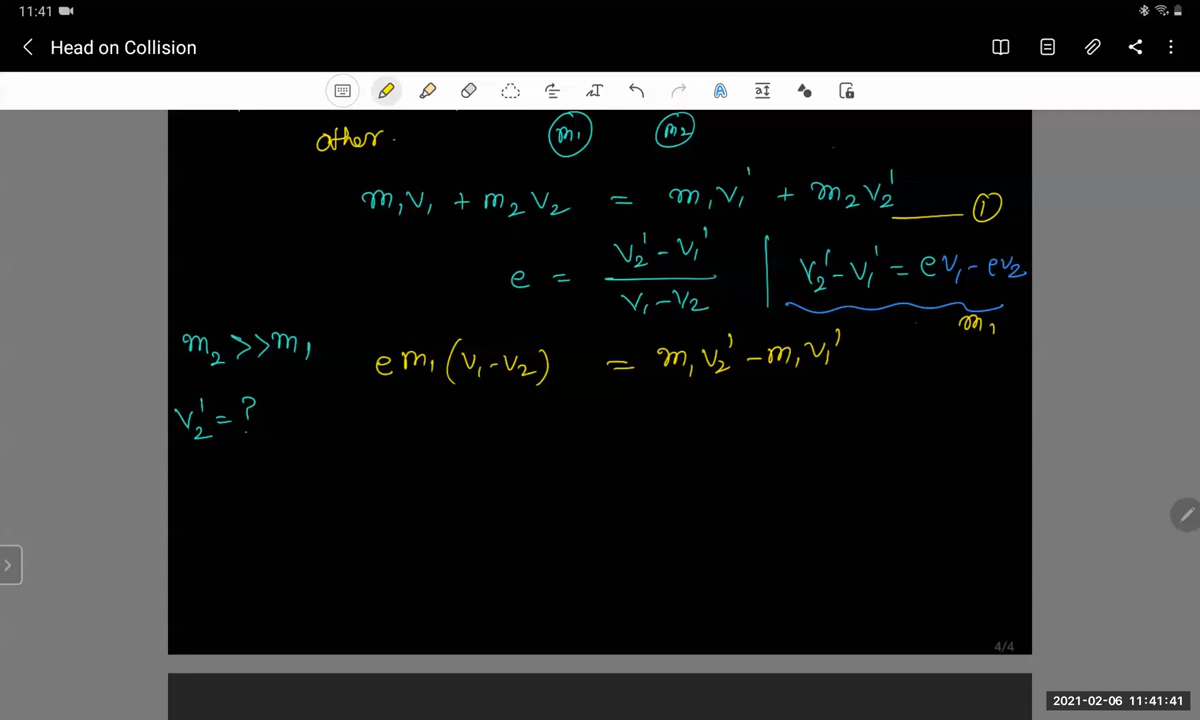 11:41
Head on Collision
other.
m₁ m₂
m₁v₁ + m₂v₂ = m₁v₁' + m₂v₂' ①
e = (v₂' - v₁') / (v₁ - v₂) | v₂' - v₁' = ev₁ - ev₂
m₁
m₂ >> m₁
em₁(v₁ - v₂) = m₁v₂' - m₁v₁'
v₂' = ?
4/4
2021-02-06 11:41:41